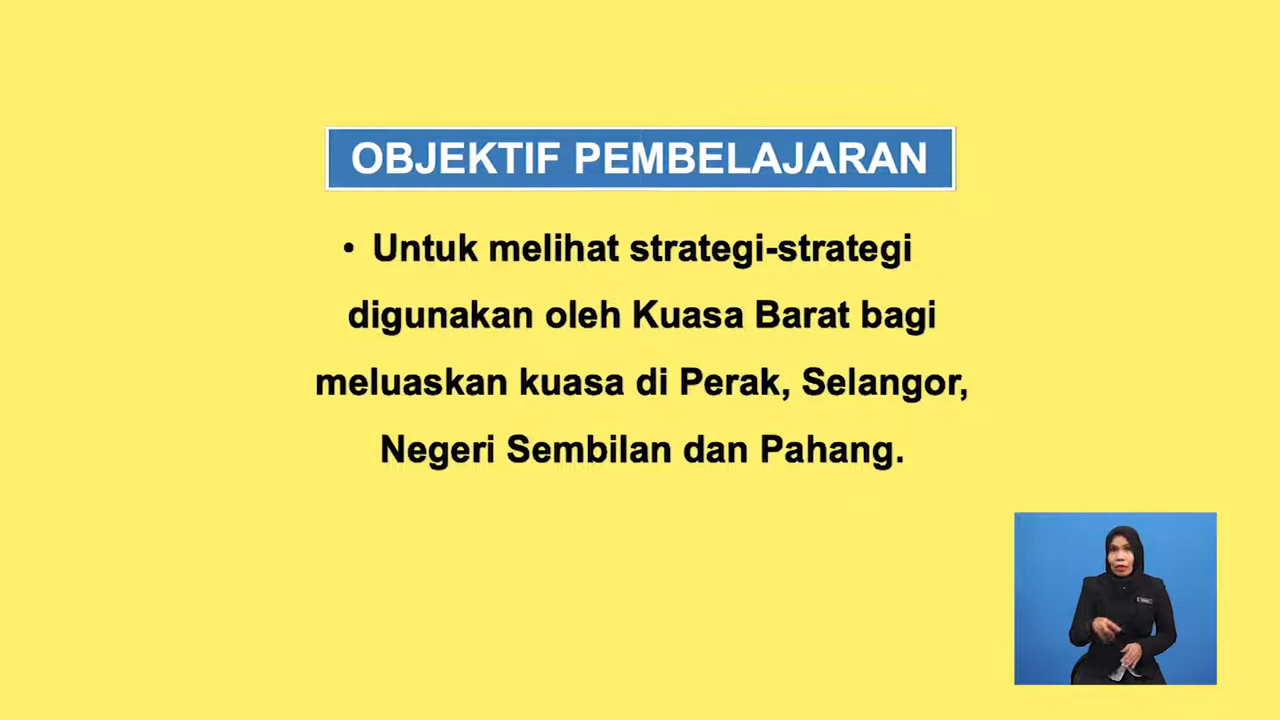 OBJEKTIF PEMBELAJARAN
• Untuk melihat strategi-strategi
digunakan oleh Kuasa Barat bagi
meluaskan kuasa di Perak, Selangor,
Negeri Sembilan dan Pahang.